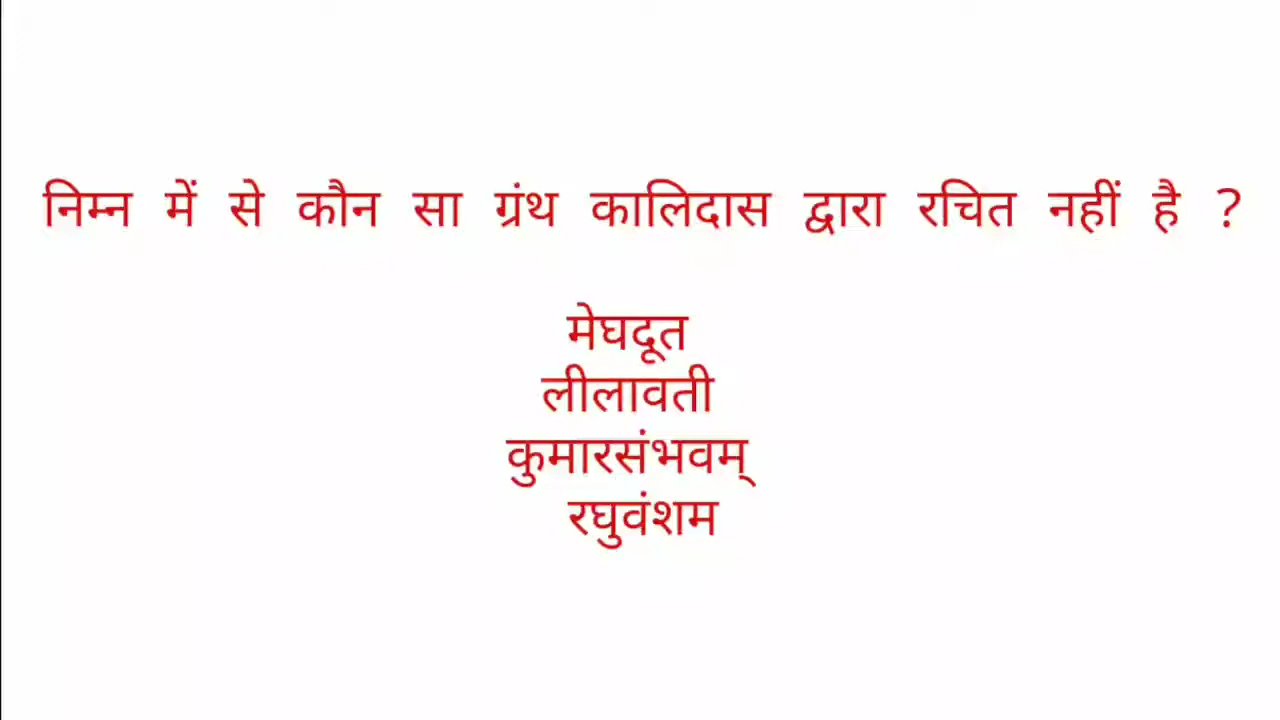 निम्न में से कौन सा ग्रंथ कालिदास द्वारा रचित नहीं है ?
मेघदूत
लीलावती
कुमारसंभवम्
रघुवंशम